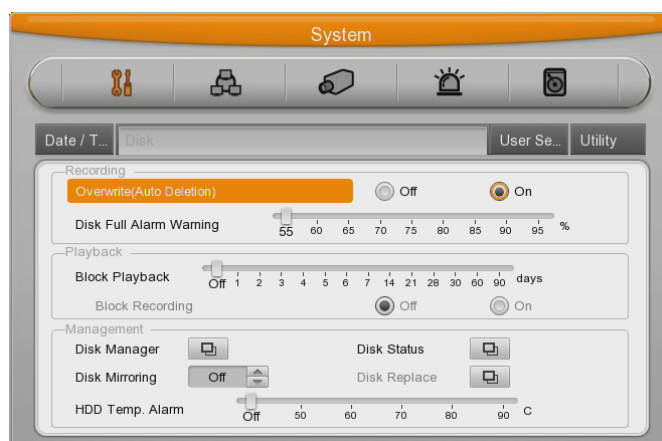 System
Date / T... Disk User Se... Utility
Recording
Overwrite(Auto Deletion) Off On
Disk Full Alarm Warning 55 60 65 70 75 80 85 90 95 %
Playback
Block Playback Off 1 2 3 4 5 6 7 14 21 28 30 60 90 days
Block Recording Off On
Management
Disk Manager Disk Status
Disk Mirroring Off Disk Replace
HDD Temp. Alarm Off 50 60 70 80 90 C